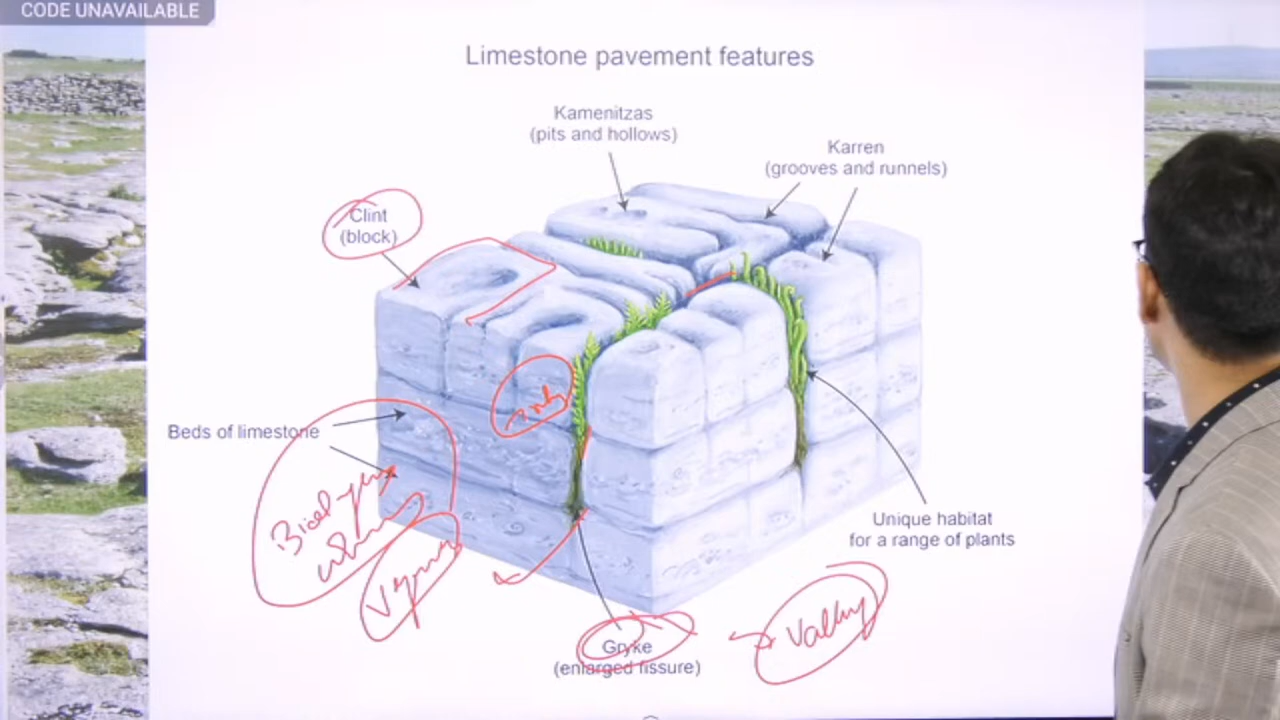 CODE UNAVAILABLE
Limestone pavement features
Kamenitzas
(pits and hollows)
Karren
(grooves and runnels)
Clint
(block)
Beds of limestone
Unique habitat
for a range of plants
Valley
Gryke
(enlarged fissure)